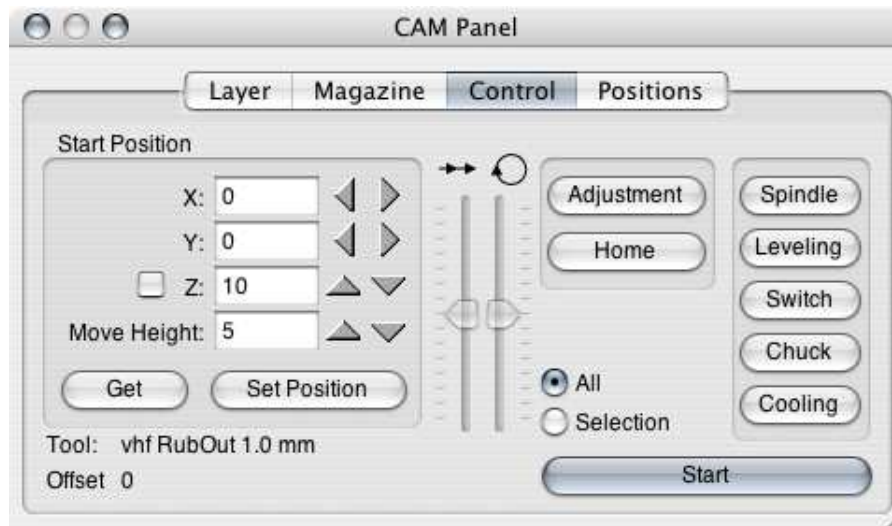 CAM Panel
Layer Magazine Control Positions
Start Position
X: 0
Y: 0
Z: 10
Move Height: 5
Get Set Position
Tool: vhf RubOut 1.0 mm
Offset 0
Adjustment
Home
All
Selection
Spindle
Leveling
Switch
Chuck
Cooling
Start